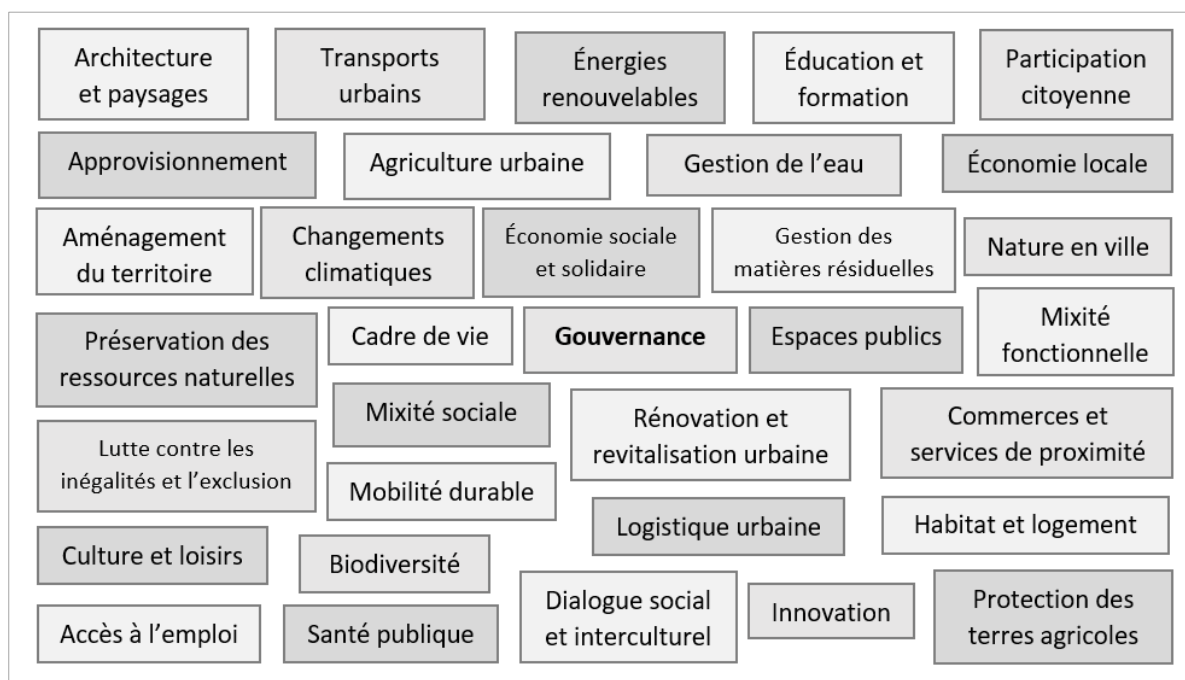 Architecture
et paysages
Transports
urbains
Énergies
renouvelables
Éducation et
formation
Participation
citoyenne
Approvisionnement
Agriculture urbaine
Gestion de l’eau
Économie locale
Aménagement
du territoire
Changements
climatiques
Économie sociale
et solidaire
Gestion des
matières résiduelles
Nature en ville
Préservation des
ressources naturelles
Cadre de vie
Gouvernance
Espaces publics
Mixité
fonctionnelle
Lutte contre les
inégalités et l’exclusion
Mixité sociale
Rénovation et
revitalisation urbaine
Commerces et
services de proximité
Mobilité durable
Logistique urbaine
Habitat et logement
Culture et loisirs
Biodiversité
Dialogue social
et interculturel
Innovation
Protection des
terres agricoles
Accès à l’emploi
Santé publique